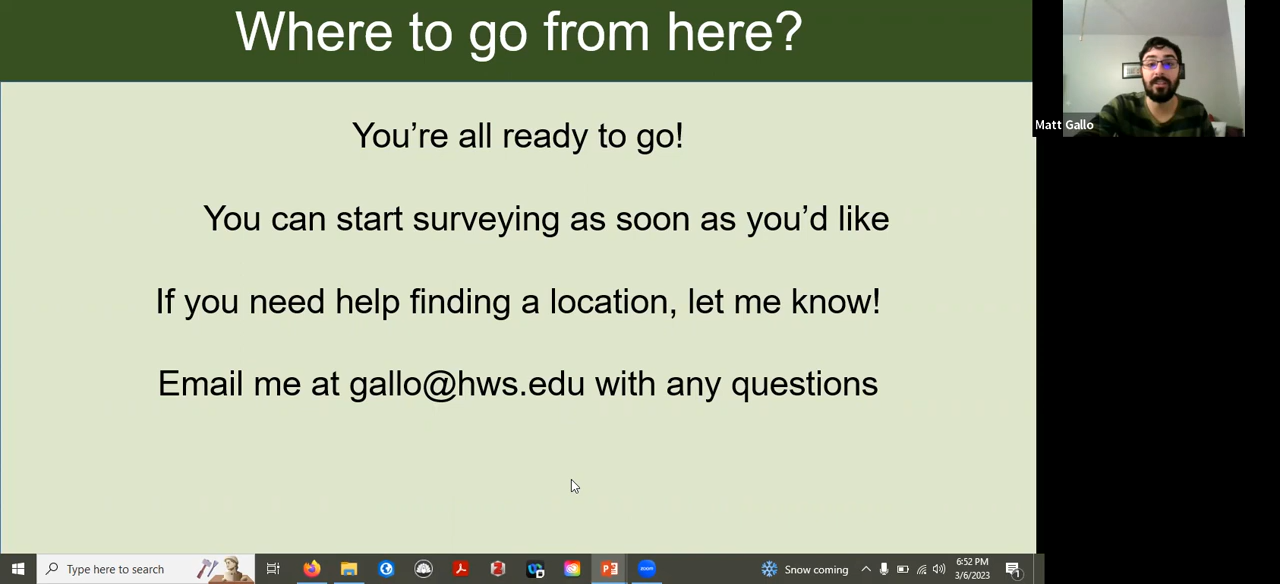 Where to go from here?
You're all ready to go!
You can start surveying as soon as you'd like
If you need help finding a location, let me know!
Email me at gallo@hws.edu with any questions
Matt Gallo
Type here to search
Snow coming
6:52 PM
3/6/2023
zoom